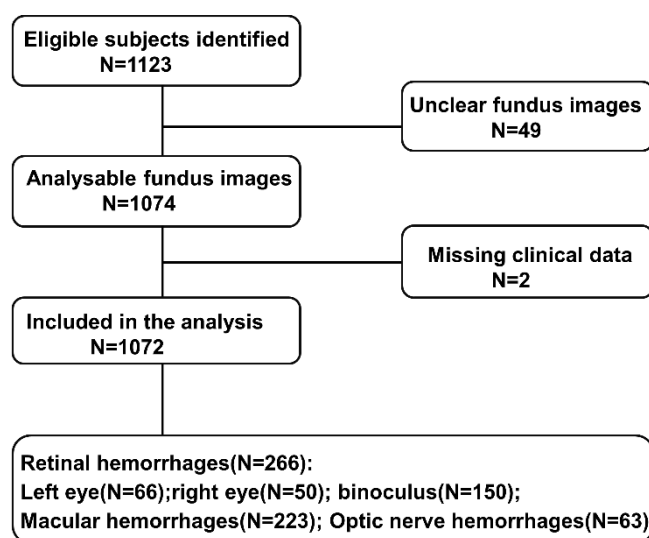 Eligible subjects identified
N=1123
Unclear fundus images
N=49
Analysable fundus images
N=1074
Missing clinical data
N=2
Included in the analysis
N=1072
Retinal hemorrhages(N=266):
Left eye(N=66);right eye(N=50); binoculus(N=150);
Macular hemorrhages(N=223); Optic nerve hemorrhages(N=63)